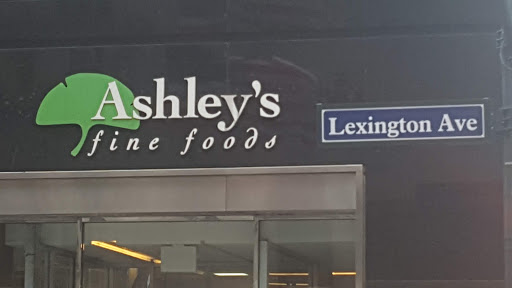 Ashley's
fine foods
Lexington Ave